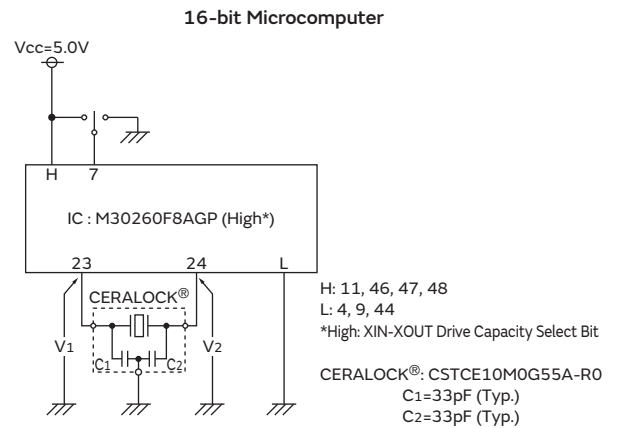 16-bit Microcomputer
Vcc=5.0V
H 7
IC : M30260F8AGP (High*)
23 24 L
CERALOCK®
V1 C1 C2 V2
H: 11, 46, 47, 48
L: 4, 9, 44
*High: XIN-XOUT Drive Capacity Select Bit
CERALOCK®: CSTCE10M0G55A-R0
C1=33pF (Typ.)
C2=33pF (Typ.)